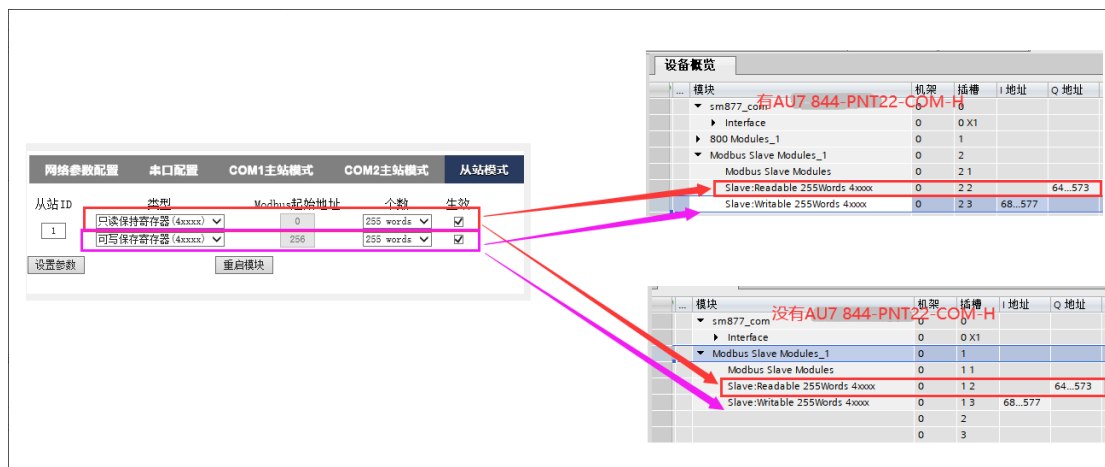 网络参数配置 串口配置 COM1主站模式 COM2主站模式 从站模式
从站ID 类型 Modbus起始地址 个数 生效
1 只读保持寄存器(4xxxx) 0 255 words
可写保存寄存器(4xxxx) 256 255 words
设置参数 重启模块
设备概览
... 模块 机架 插槽 I 地址 Q 地址
有AU7 844-PNT22-COM-H
sm877_com 0 0
Interface 0 0 X1
800 Modules_1 0 1
Modbus Slave Modules_1 0 2
Modbus Slave Modules 0 2 1
Slave:Readable 255Words 4xxxx 0 2 2 64...573
Slave:Writable 255Words 4xxxx 0 2 3 68...577
... 模块 机架 插槽 I 地址 Q 地址
没有AU7 844-PNT22-COM-H
sm877_com 0 0
Interface 0 0 X1
Modbus Slave Modules_1 0 1
Modbus Slave Modules 0 1 1
Slave:Readable 255Words 4xxxx 0 1 2 64...573
Slave:Writable 255Words 4xxxx 0 1 3 68...577
0 2
0 3